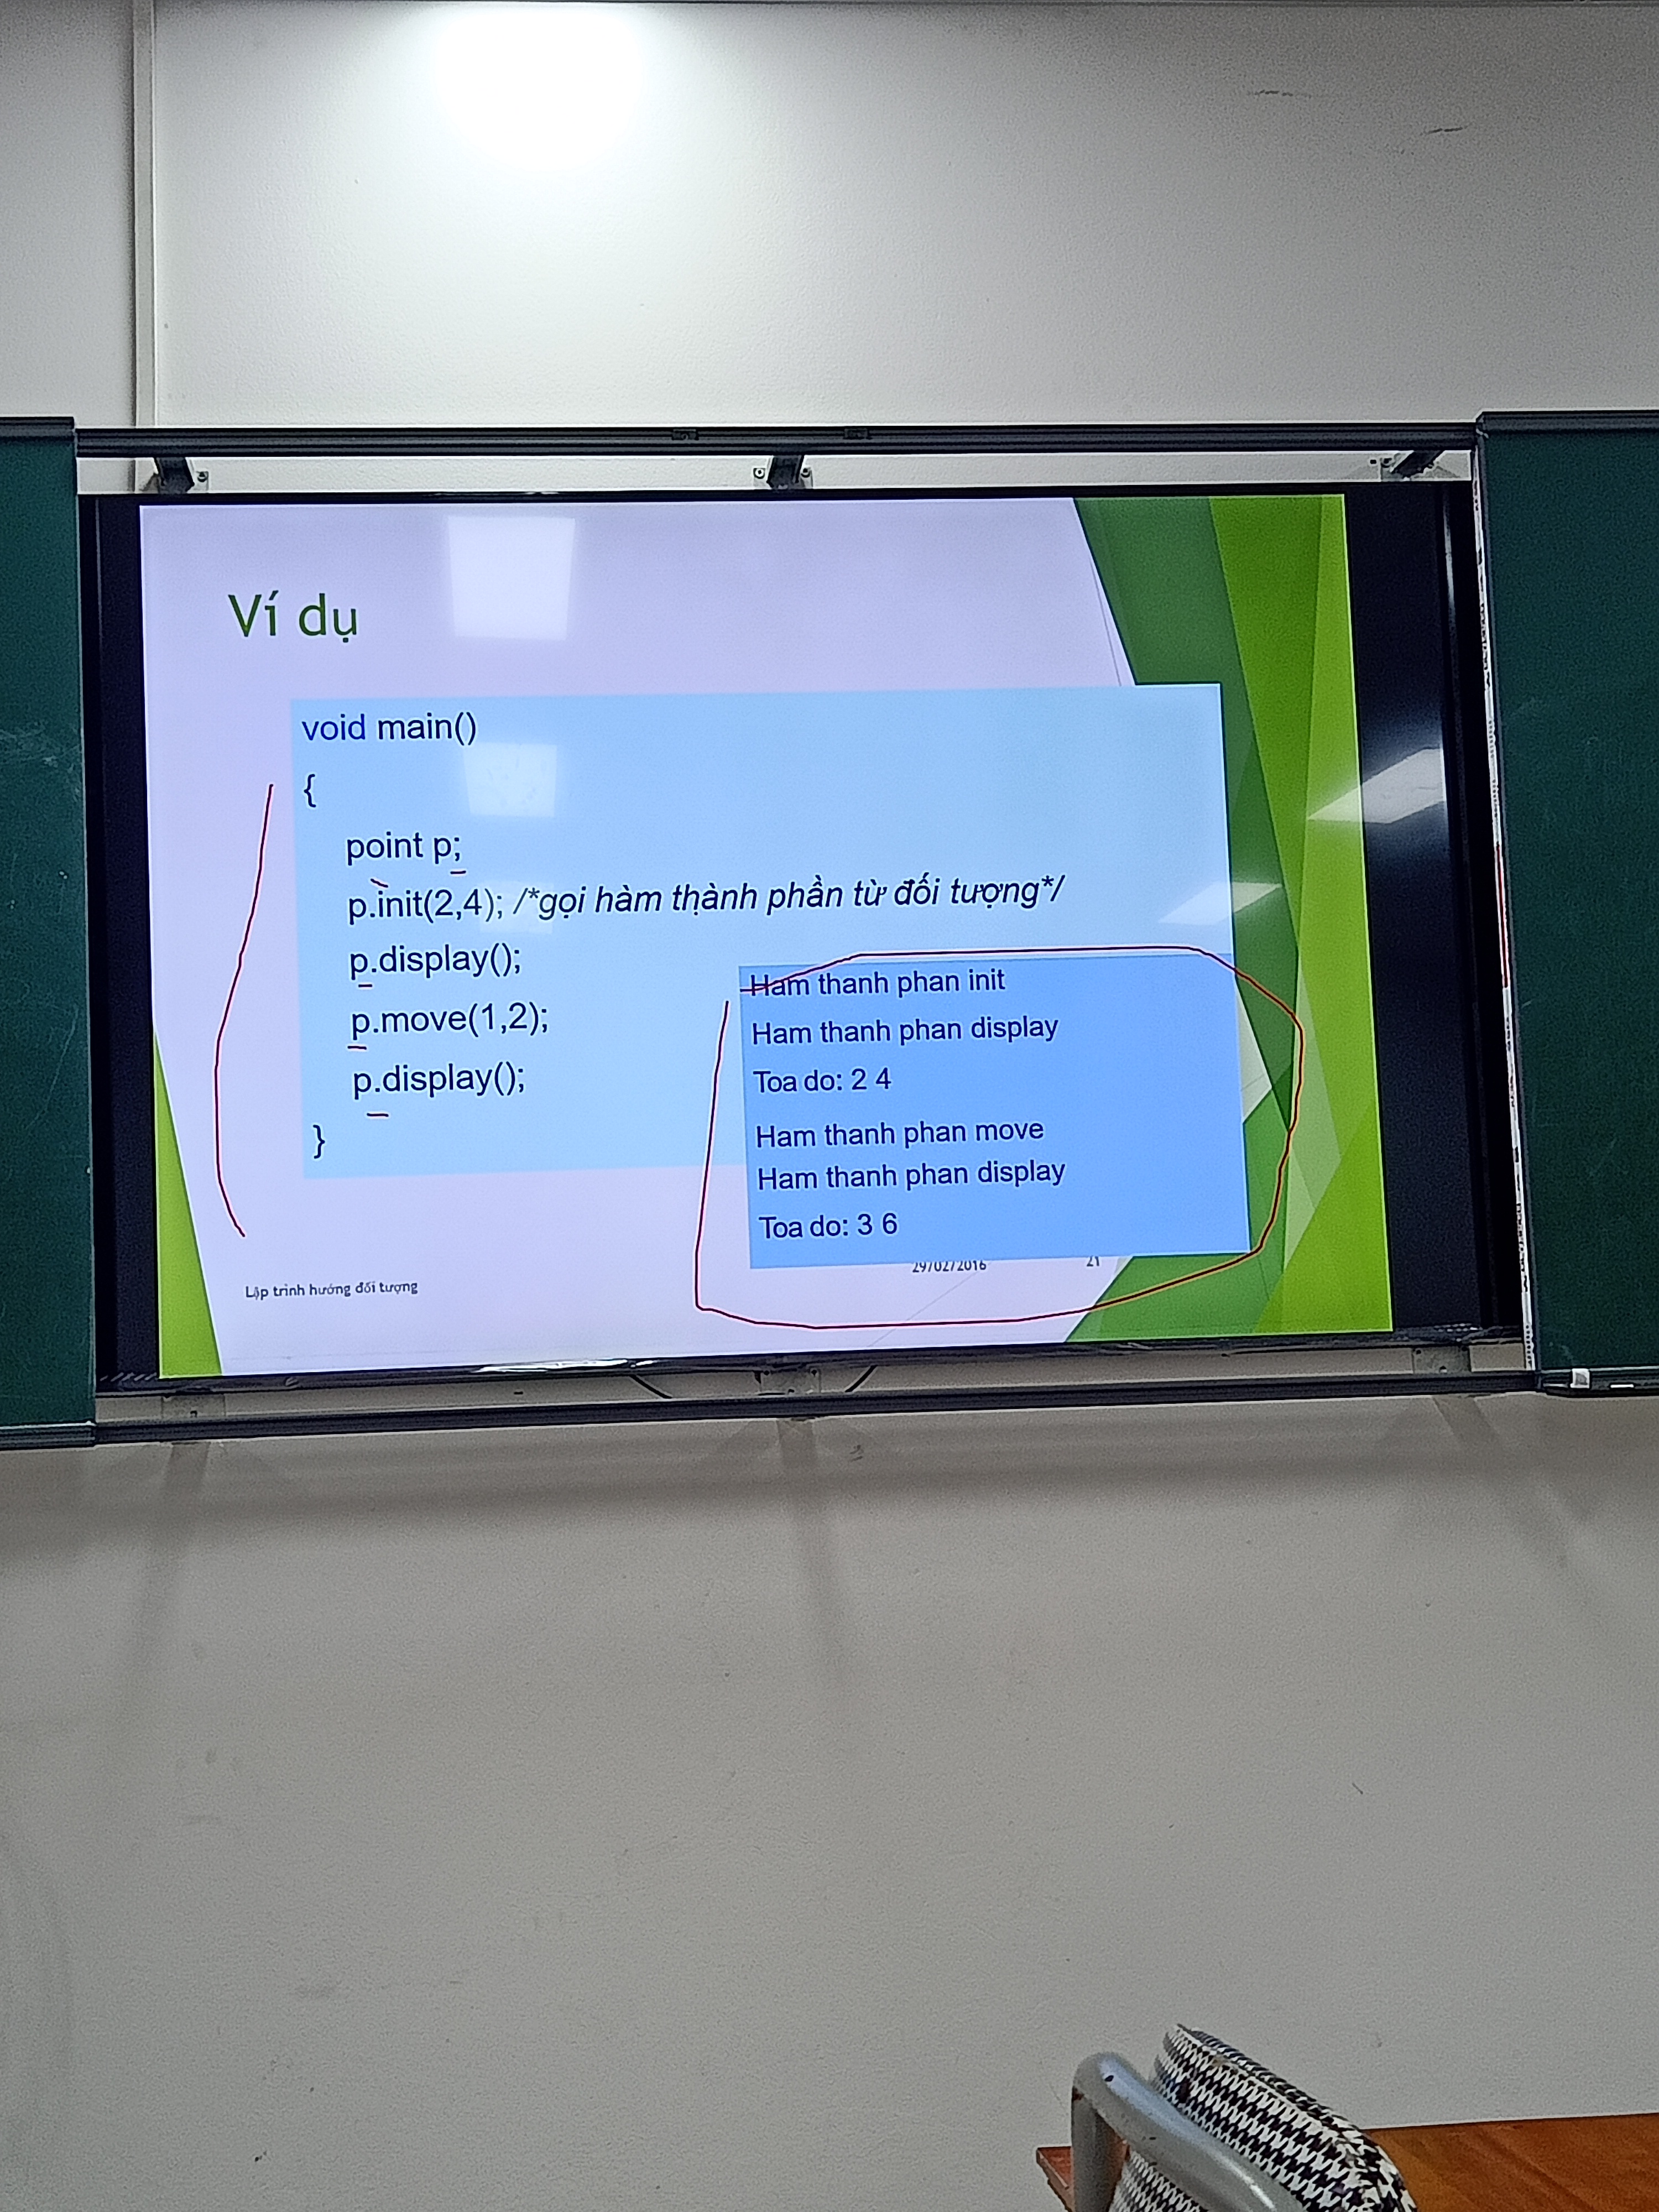 Ví dụ
void main()
{
point p;
p.init(2,4); /*gọi hàm thành phần từ đối tượng*/
p.display();
p.move(1,2);
p.display();
}
Ham thanh phan init
Ham thanh phan display
Toa do: 2 4
Ham thanh phan move
Ham thanh phan display
Toa do: 3 6
Lập trình hướng đối tượng
29/02/2016
21